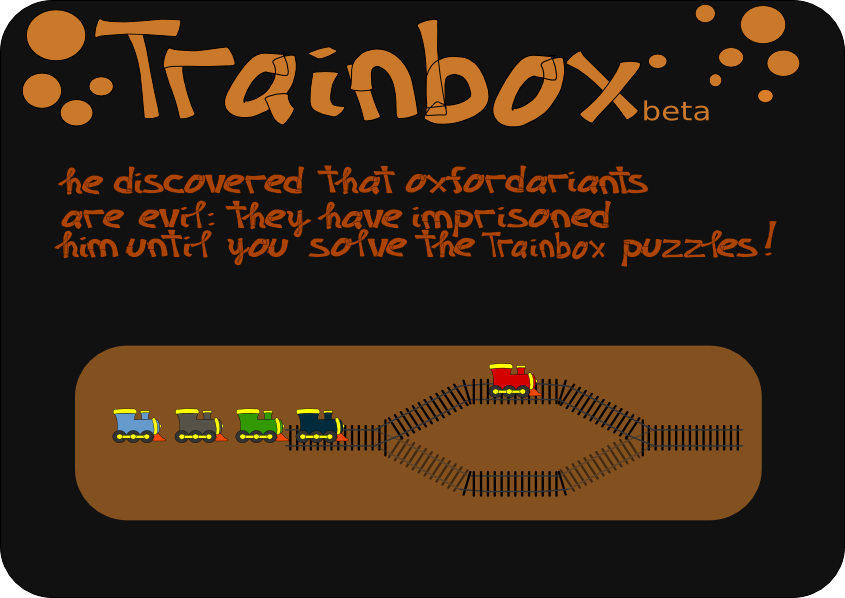 Trainbox
beta
he discovered that oxfordariants
are evil: they have imprisoned
him until you solve the Trainbox puzzles!